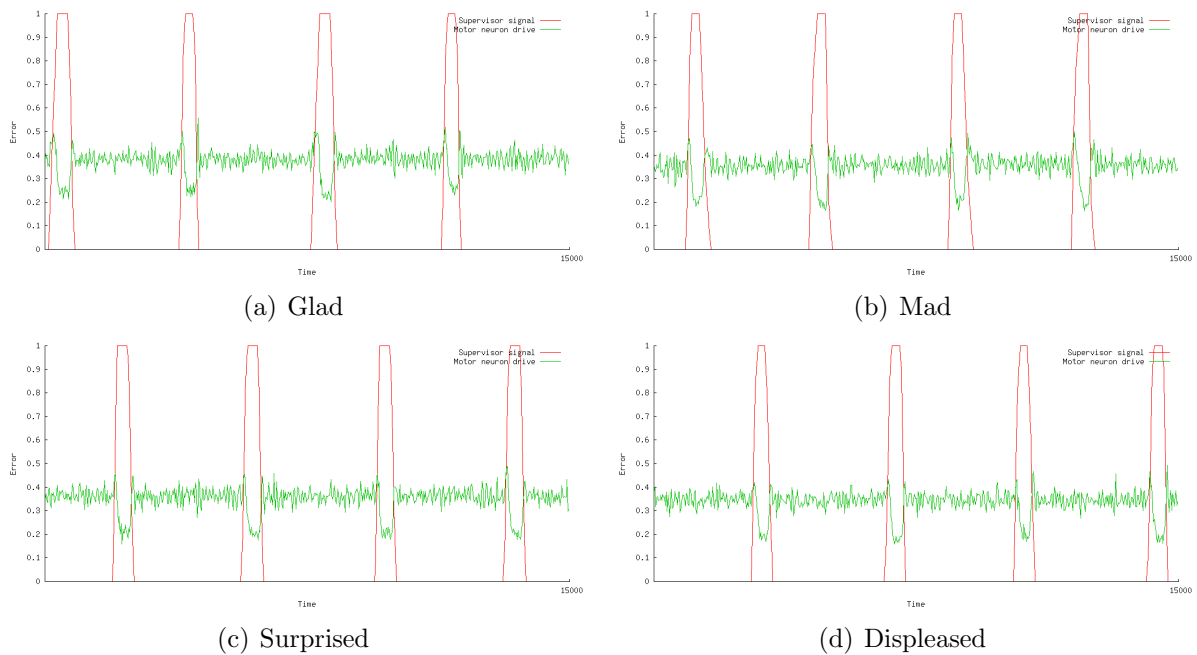 Supervisor signal
Motor neuron drive
1
0.9
0.8
0.7
0.6
0.5
0.4
0.3
0.2
0.1
0
Error
15000
Time
(a) Glad
Supervisor signal
Motor neuron drive
1
0.9
0.8
0.7
0.6
0.5
0.4
0.3
0.2
0.1
0
Error
15000
Time
(b) Mad
Supervisor signal
Motor neuron drive
1
0.9
0.8
0.7
0.6
0.5
0.4
0.3
0.2
0.1
0
Error
15000
Time
(c) Surprised
Supervisor signal
Motor neuron drive
1
0.9
0.8
0.7
0.6
0.5
0.4
0.3
0.2
0.1
0
Error
15000
Time
(d) Displeased